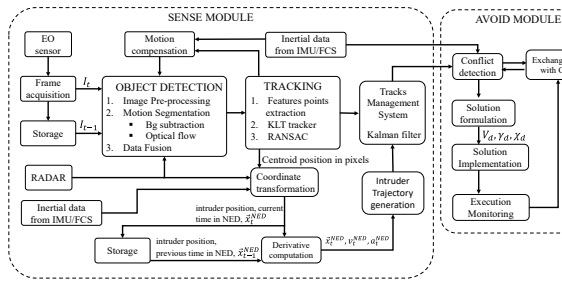 SENSE MODULE
AVOID MODULE
EO
sensor
Motion
compensation
Inertial data
from IMU/FCS
Conflict
detection
Frame
acquisition
I_t
OBJECT DETECTION
1. Image Pre-processing
2. Motion Segmentation
▪ Bg subtraction
▪ Optical flow
3. Data Fusion
TRACKING
1. Features points
extraction
2. KLT tracker
3. RANSAC
Tracks
Management
System
Kalman filter
Solution
formulation
V_d, γ_d, χ_d
Storage
I_{t−1}
Solution
Implementation
RADAR
Centroid position in pixels
Coordinate
transformation
Intruder
Trajectory
generation
Execution
Monitoring
Inertial data
from IMU/FCS
intruder position, current
time in NED, x⃗_t^{NED}
Storage
intruder position,
previous time in NED, x⃗_{t−1}^{NED}
Derivative
computation
x⃗_t^{NED}, v_t^{NED}, a_t^{NED}